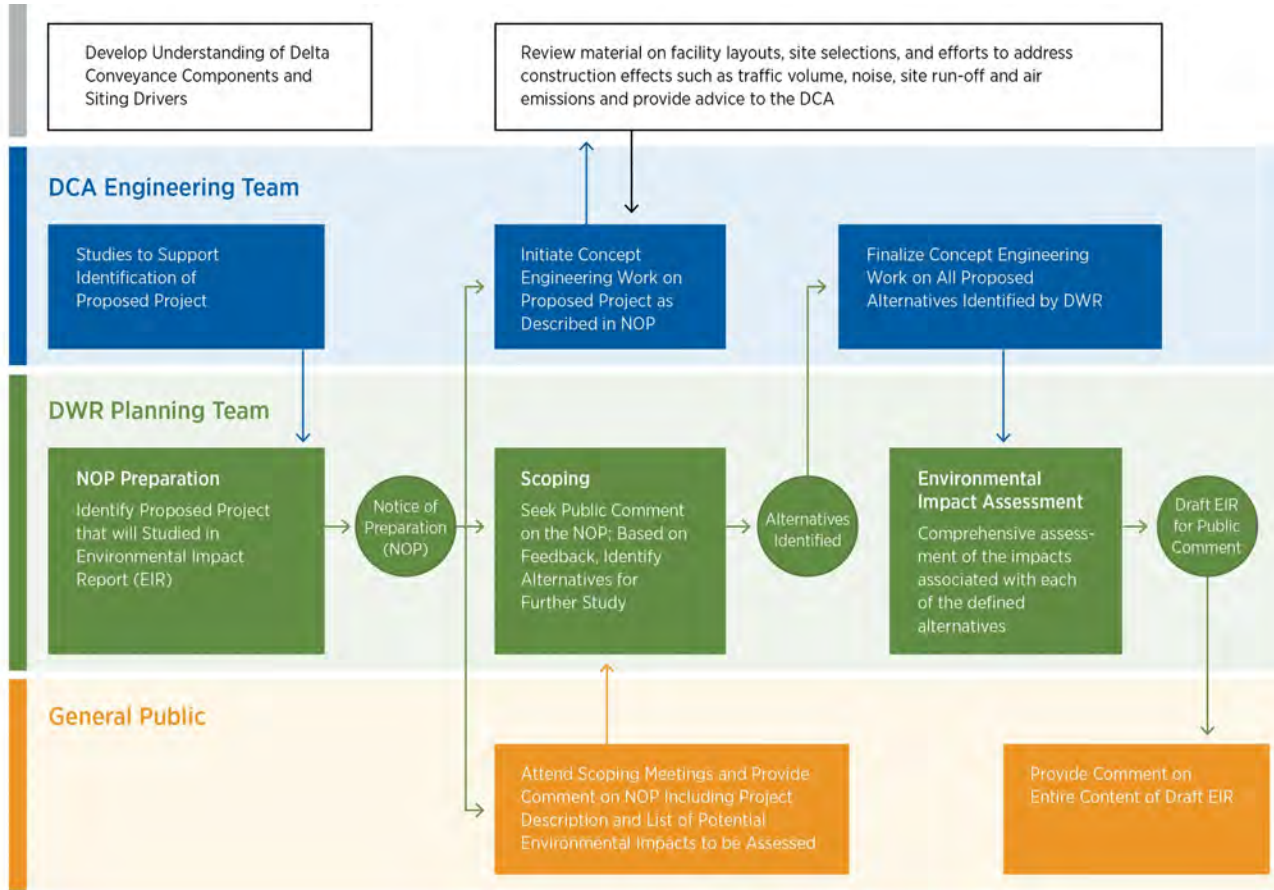 Develop Understanding of Delta
Conveyance Components and
Siting Drivers
Review material on facility layouts, site selections, and efforts to address
construction effects such as traffic volume, noise, site run-off and air
emissions and provide advice to the DCA
DCA Engineering Team
Studies to Support
Identification of
Proposed Project
Initiate Concept
Engineering Work on
Proposed Project as
Described in NOP
Finalize Concept Engineering
Work on All Proposed
Alternatives Identified by DWR
DWR Planning Team
NOP Preparation
Identify Proposed Project
that will Studied in
Environmental Impact
Report (EIR)
Notice of
Preparation
(NOP)
Scoping
Seek Public Comment
on the NOP; Based on
Feedback, Identify
Alternatives for
Further Study
Alternatives
Identified
Environmental
Impact Assessment
Comprehensive assess-
ment of the impacts
associated with each
of the defined
alternatives
Draft EIR
for Public
Comment
General Public
Attend Scoping Meetings and Provide
Comment on NOP Including Project
Description and List of Potential
Environmental Impacts to be Assessed
Provide Comment on
Entire Content of Draft EIR